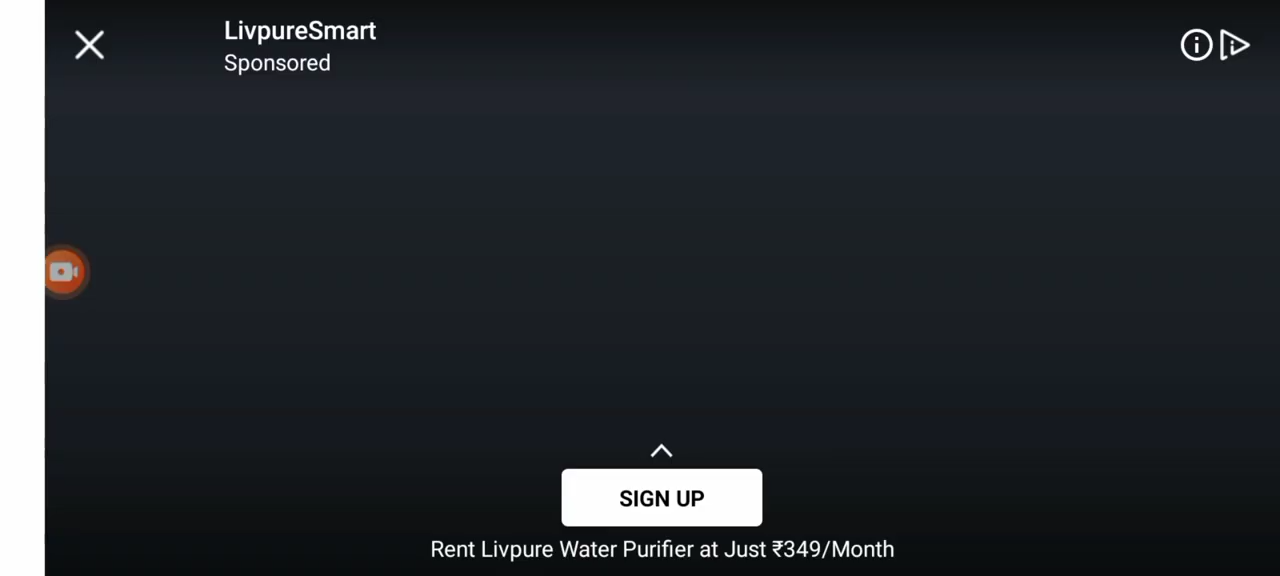 LivpureSmart
Sponsored
SIGN UP
Rent Livpure Water Purifier at Just ₹349/Month